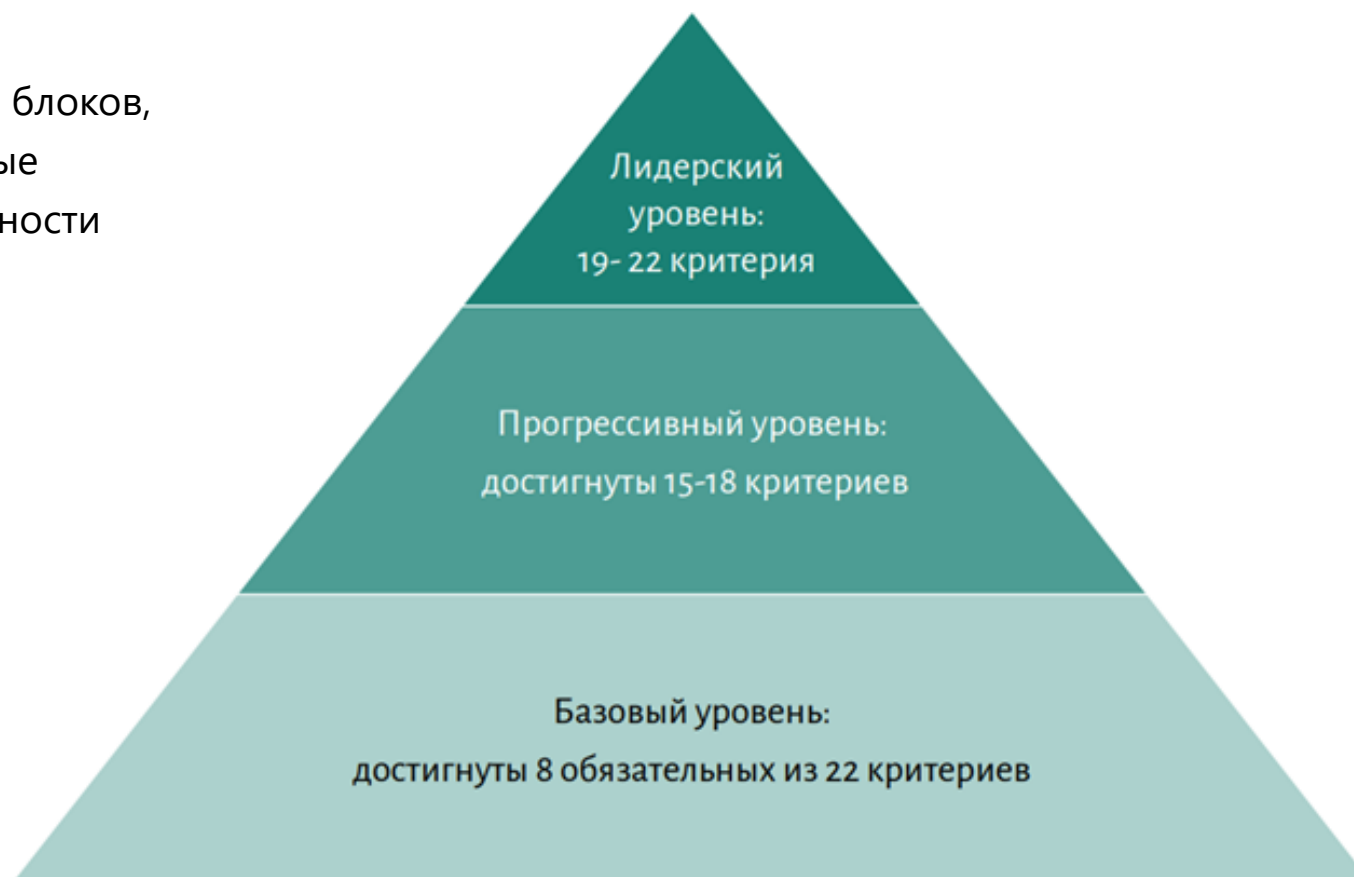 блоков,
ые
ности
Лидерский
уровень:
19- 22 критерия
Прогрессивный уровень:
достигнуты 15-18 критериев
Базовый уровень:
достигнуты 8 обязательных из 22 критериев